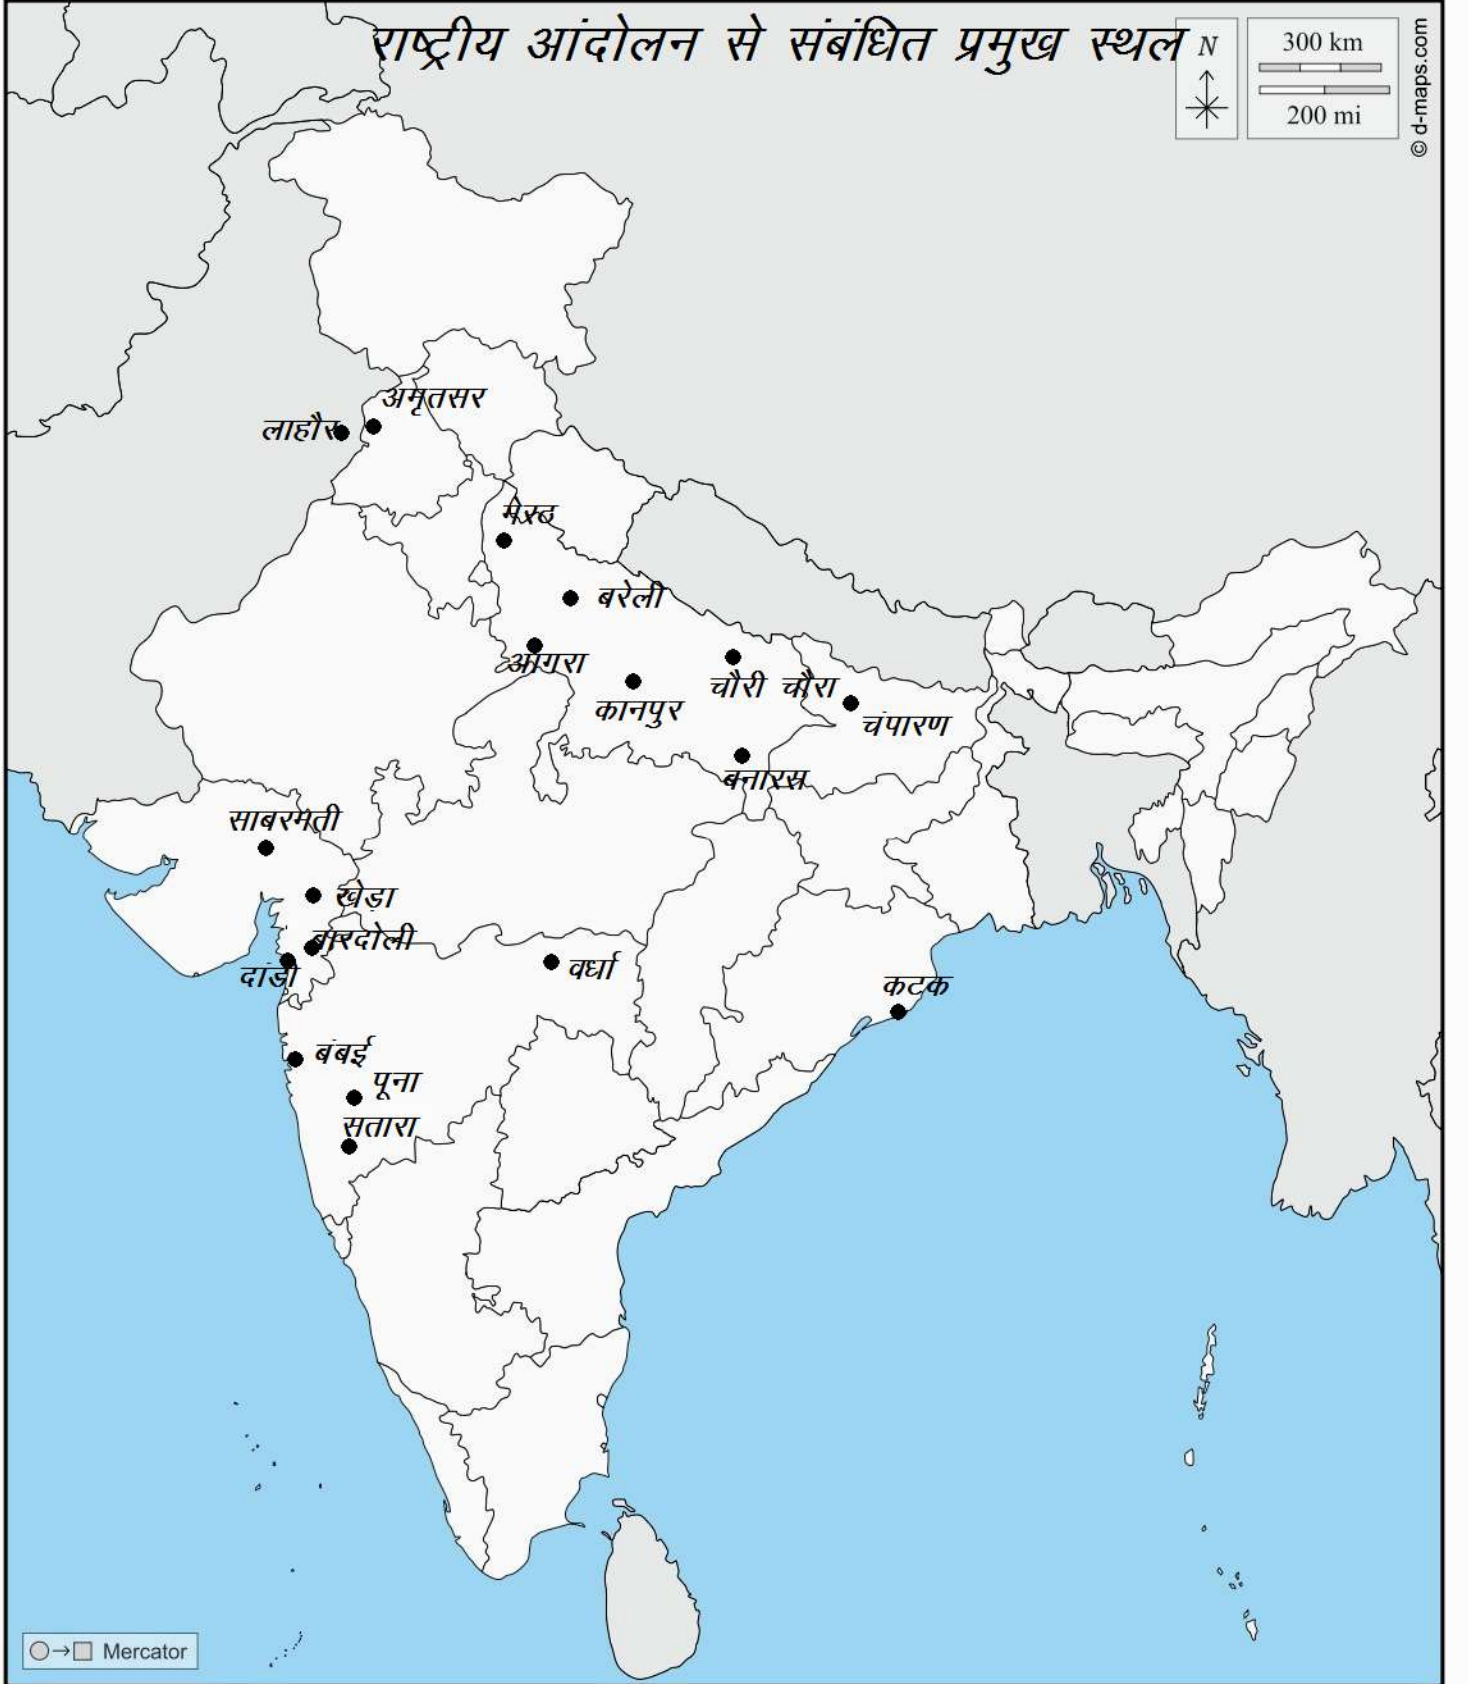 राष्ट्रीय आंदोलन से संबंधित प्रमुख स्थल
N
300 km
200 mi
© d-maps.com
अमृतसर
लाहौर
मेरठ
बरेली
आगरा
चौरी चौरा
कानपुर
चंपारण
बनारस
साबरमती
खेड़ा
बारदोली
दांडी
वर्धा
कटक
बंबई
पूना
सतारा
Mercator